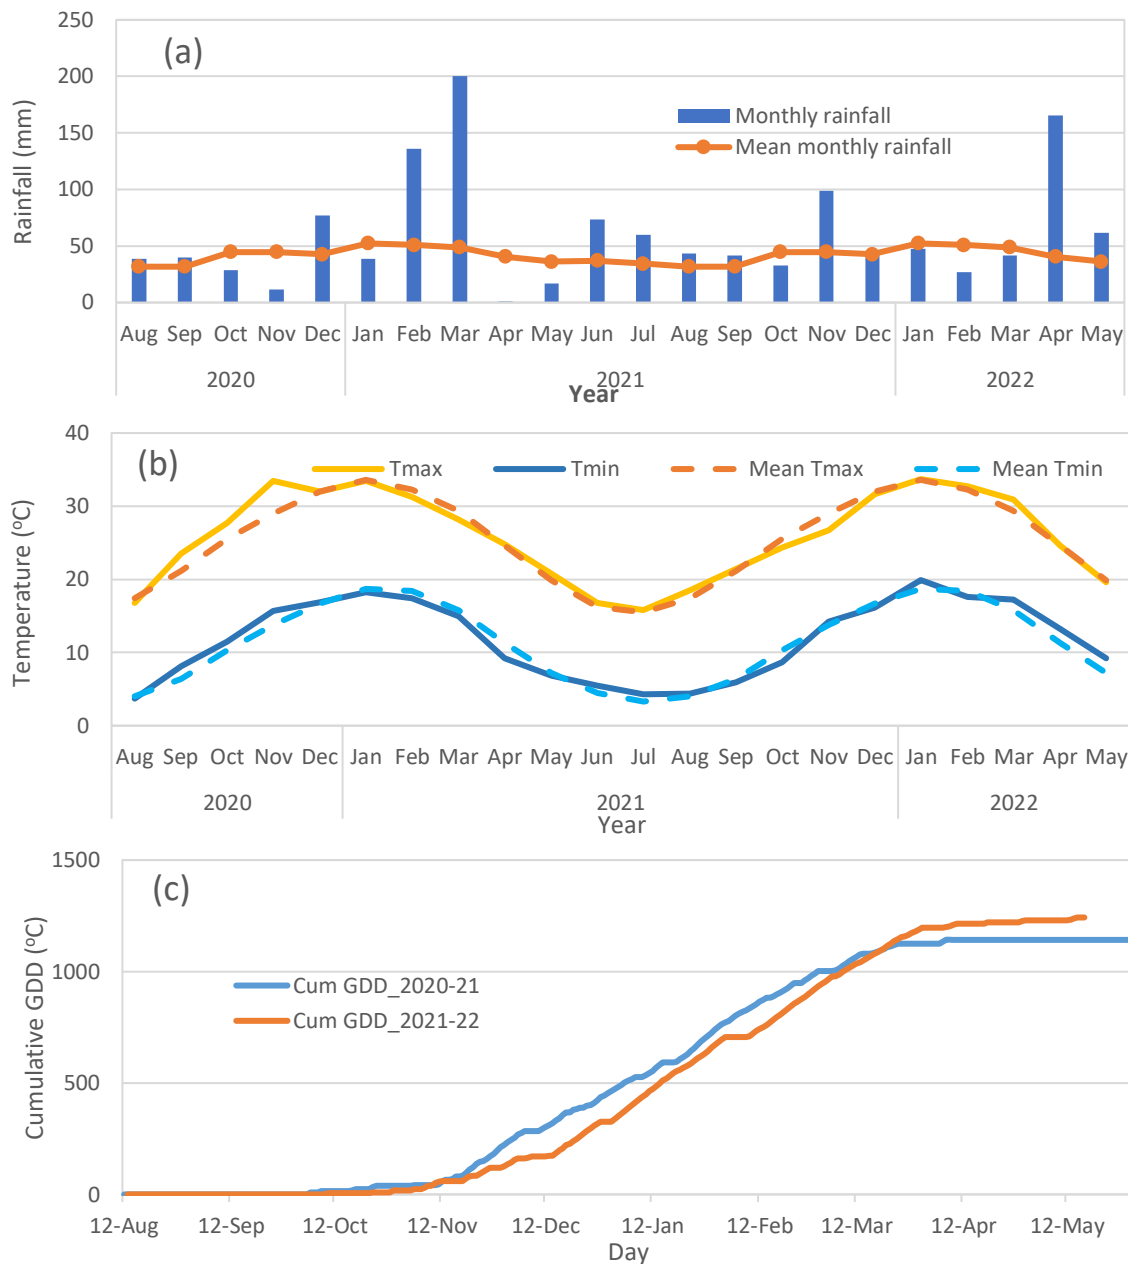 250
(a)
200
Monthly rainfall
150
Mean monthly rainfall
Rainfall (mm)
100
50
0
Aug Sep Oct Nov Dec Jan Feb Mar Apr May Jun Jul Aug Sep Oct Nov Dec Jan Feb Mar Apr May
2020 2021 2022
Year
40
(b)
Tmax Tmin Mean Tmax Mean Tmin
30
Temperature (ºC)
20
10
0
Aug Sep Oct Nov Dec Jan Feb Mar Apr May Jun Jul Aug Sep Oct Nov Dec Jan Feb Mar Apr May
2020 2021 2022
Year
1500
(c)
Cumulative GDD (ºC)
1000
Cum GDD_2020-21
Cum GDD_2021-22
500
0
12-Aug 12-Sep 12-Oct 12-Nov 12-Dec 12-Jan 12-Feb 12-Mar 12-Apr 12-May
Day